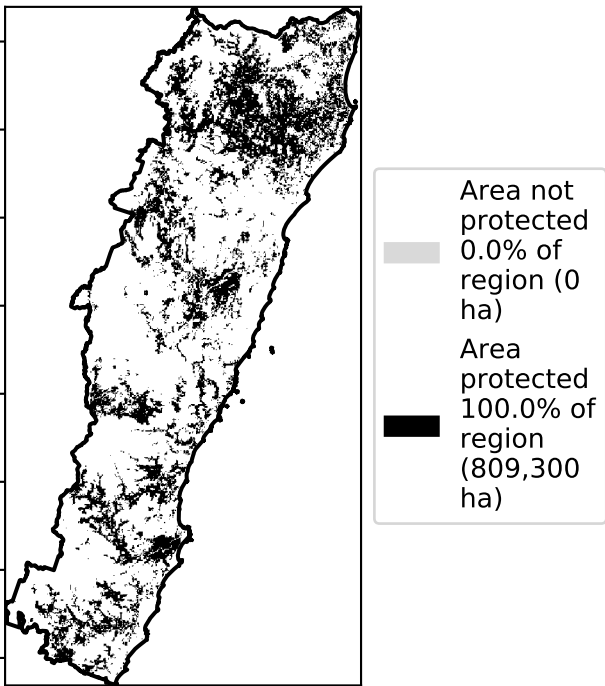 Area not
protected
0.0% of
region (0
ha)
Area
protected
100.0% of
region
(809,300
ha)